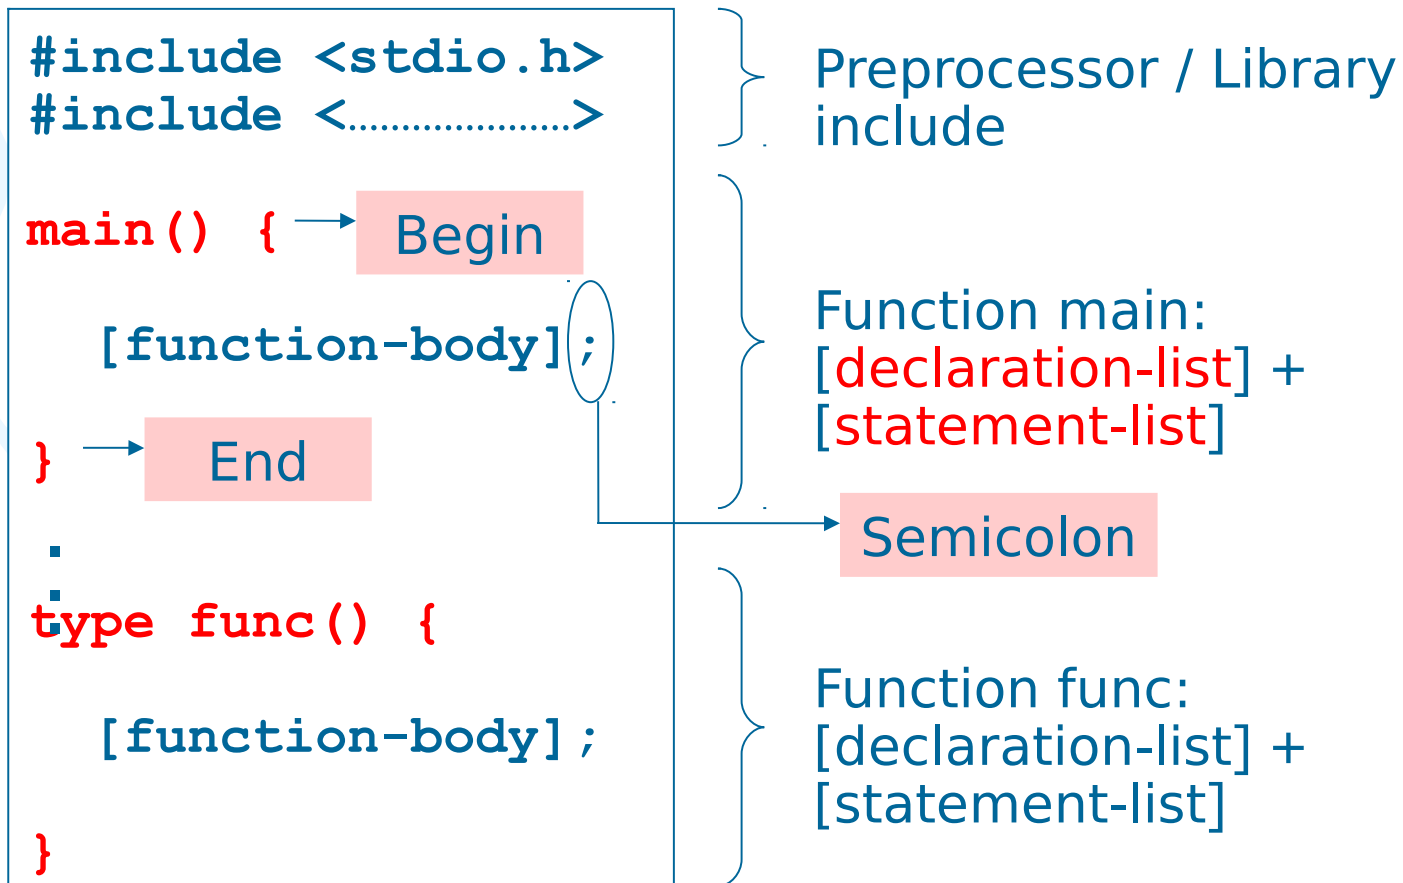 #include <stdio.h>
#include <.....................>
Preprocessor / Library
include
main() {
Begin
[function-body];
}
End
Function main:
[declaration-list] +
[statement-list]
Semicolon
type func() {
[function-body];
}
Function func:
[declaration-list] +
[statement-list]